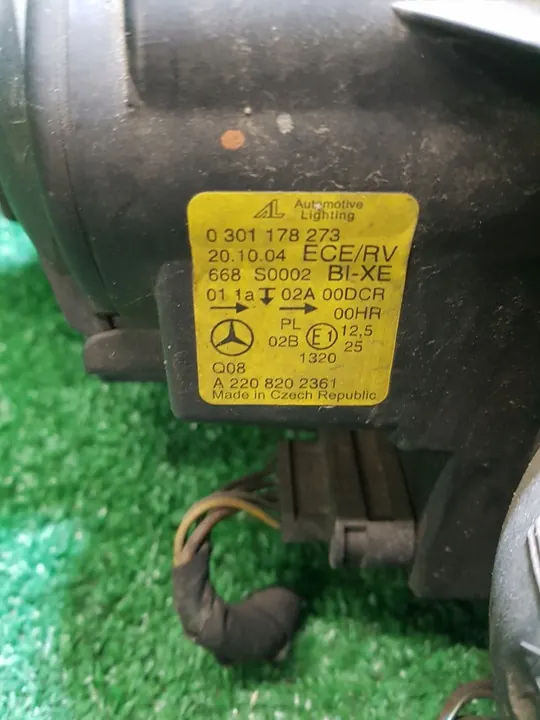 AL Automotive
Lighting
0 301 178 273
20.10.04 ECE/RV
668 S0002 BI-XE
01 1a 02A 00DCR
00HR
PL 12,5
02B E1 25
1320
Q08
A 220 820 2361
Made in Czech Republic